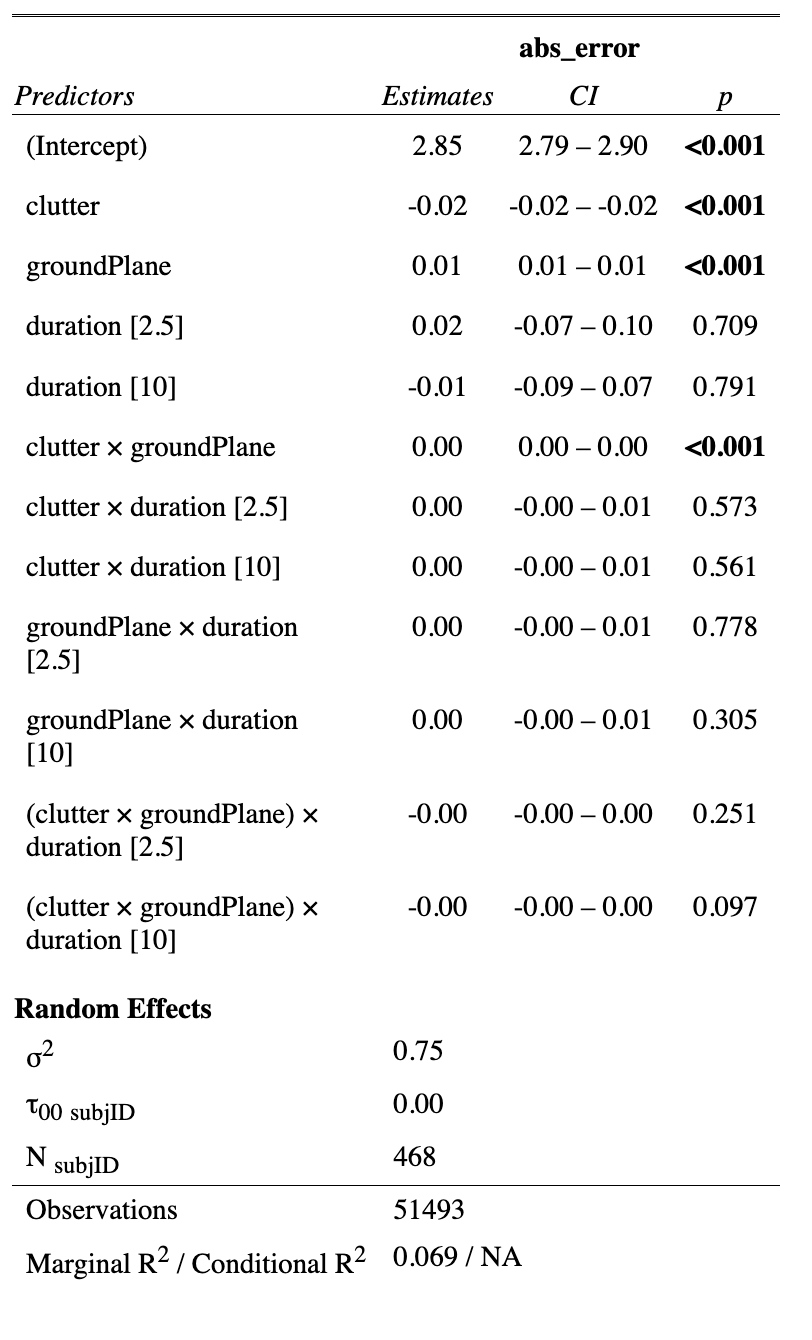 abs_error
Predictors Estimates CI p
(Intercept) 2.85 2.79 – 2.90 <0.001
clutter -0.02 -0.02 – -0.02 <0.001
groundPlane 0.01 0.01 – 0.01 <0.001
duration [2.5] 0.02 -0.07 – 0.10 0.709
duration [10] -0.01 -0.09 – 0.07 0.791
clutter × groundPlane 0.00 0.00 – 0.00 <0.001
clutter × duration [2.5] 0.00 -0.00 – 0.01 0.573
clutter × duration [10] 0.00 -0.00 – 0.01 0.561
groundPlane × duration 0.00 -0.00 – 0.01 0.778
[2.5]
groundPlane × duration 0.00 -0.00 – 0.01 0.305
[10]
(clutter × groundPlane) × -0.00 -0.00 – 0.00 0.251
duration [2.5]
(clutter × groundPlane) × -0.00 -0.00 – 0.00 0.097
duration [10]
Random Effects
σ2 0.75
τ00 subjID 0.00
N subjID 468
Observations 51493
Marginal R2 / Conditional R2 0.069 / NA